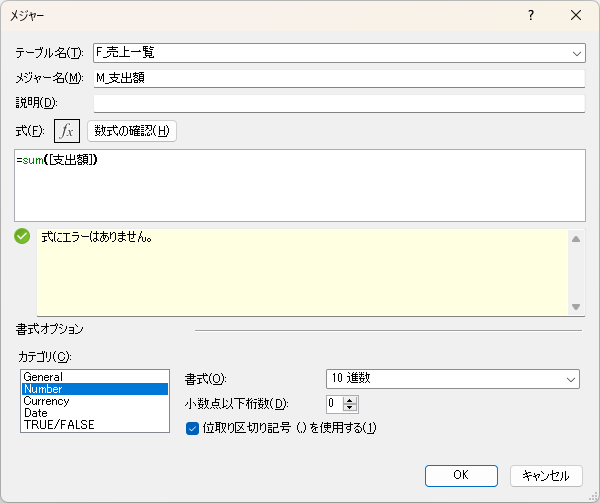 メジャー
テーブル名(T): F_売上一覧
メジャー名(M): M_支出額
説明(D):
式(F): fx 数式の確認(H)
=sum([支出額])
式にエラーはありません。
書式オプション
カテゴリ(C):
General
Number
Currency
Date
TRUE/FALSE
書式(O): 10 進数
小数点以下桁数(D): 0
位取り区切り記号 (,) を使用する(1)
OK キャンセル